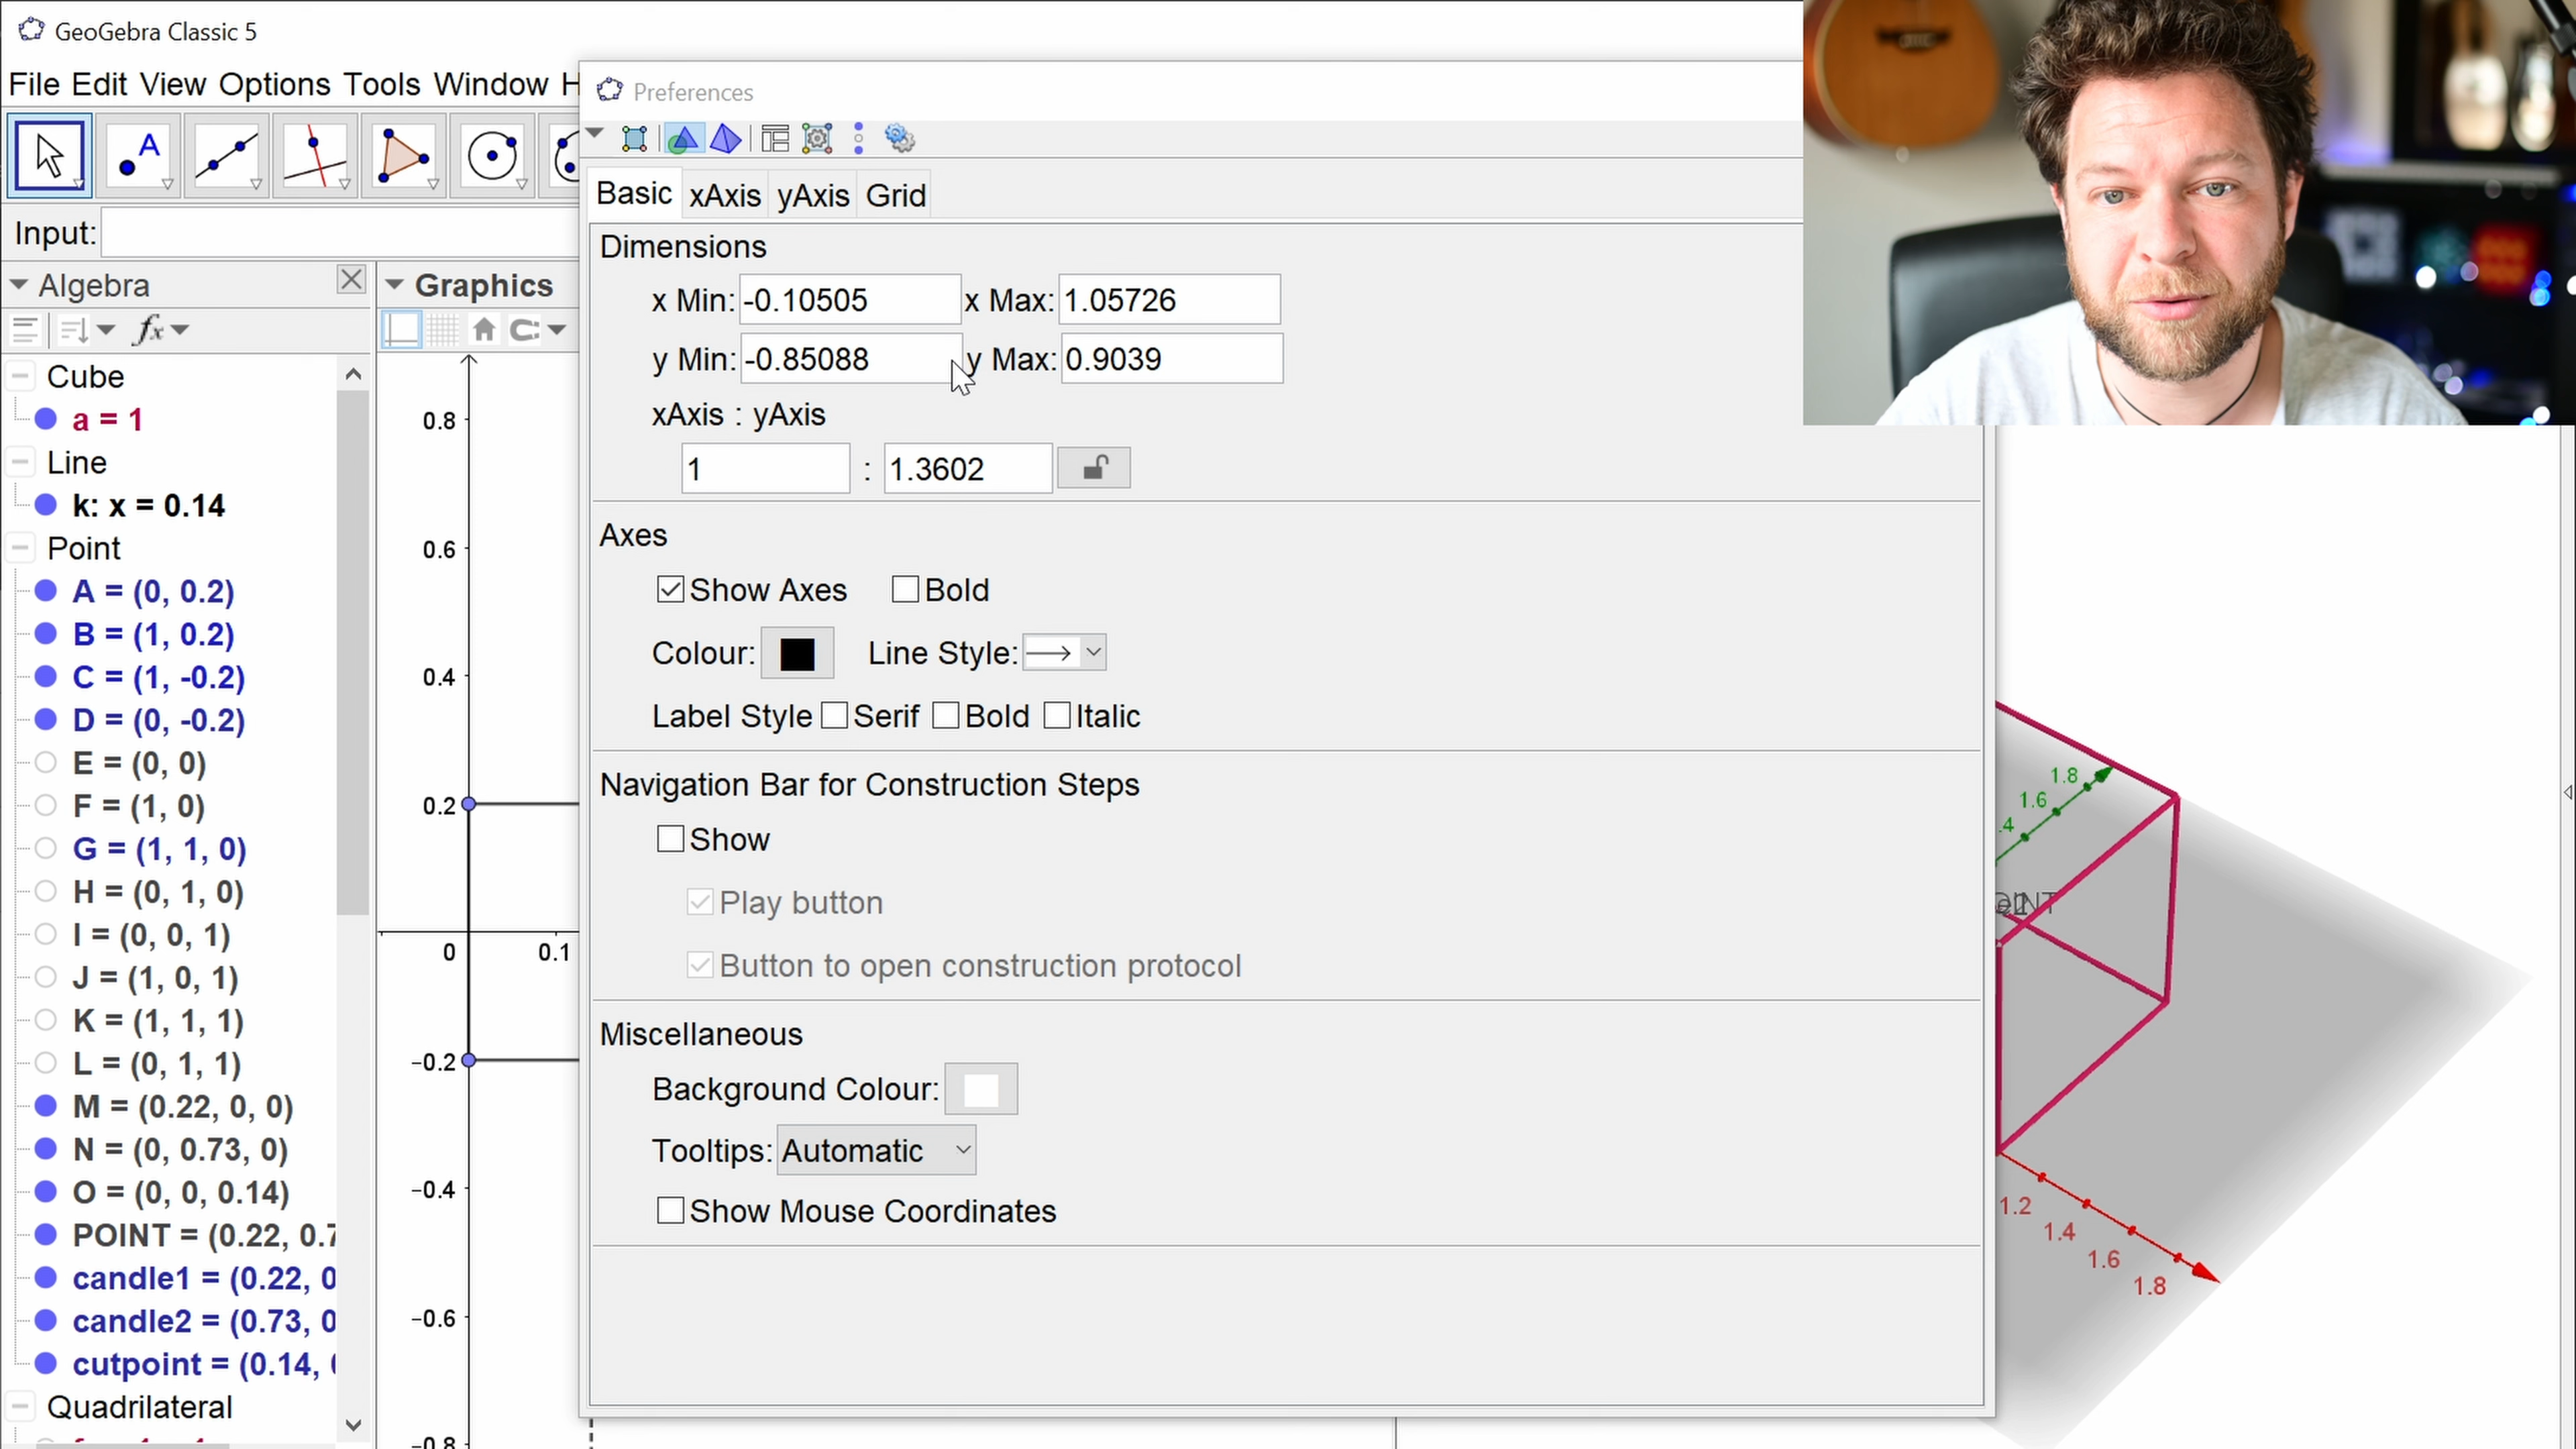 GeoGebra Classic 5
File Edit View Options Tools Window H
Preferences
A
Input:
Basic xAxis yAxis Grid
Dimensions
x Min: -0.10505 x Max: 1.05726
y Min: -0.85088 y Max: 0.9039
xAxis : yAxis
1 : 1.3602
Axes
Show Axes Bold
Colour: Line Style:
Label Style Serif Bold Italic
Navigation Bar for Construction Steps
Show
Play button
Button to open construction protocol
Miscellaneous
Background Colour:
Tooltips: Automatic
Show Mouse Coordinates
Algebra
fx
Cube
a = 1
Line
k: x = 0.14
Point
A = (0, 0.2)
B = (1, 0.2)
C = (1, -0.2)
D = (0, -0.2)
E = (0, 0)
F = (1, 0)
G = (1, 1, 0)
H = (0, 1, 0)
I = (0, 0, 1)
J = (1, 0, 1)
K = (1, 1, 1)
L = (0, 1, 1)
M = (0.22, 0, 0)
N = (0, 0.73, 0)
O = (0, 0, 0.14)
POINT = (0.22, 0.7
candle1 = (0.22, 0
candle2 = (0.73, 0
cutpoint = (0.14,
Quadrilateral
Graphics
0.8
0.6
0.4
0.2
0 0.1
−0.2
−0.4
−0.6
−0.8
1.8
1.6
.4
1.2
1.4
1.6
1.8